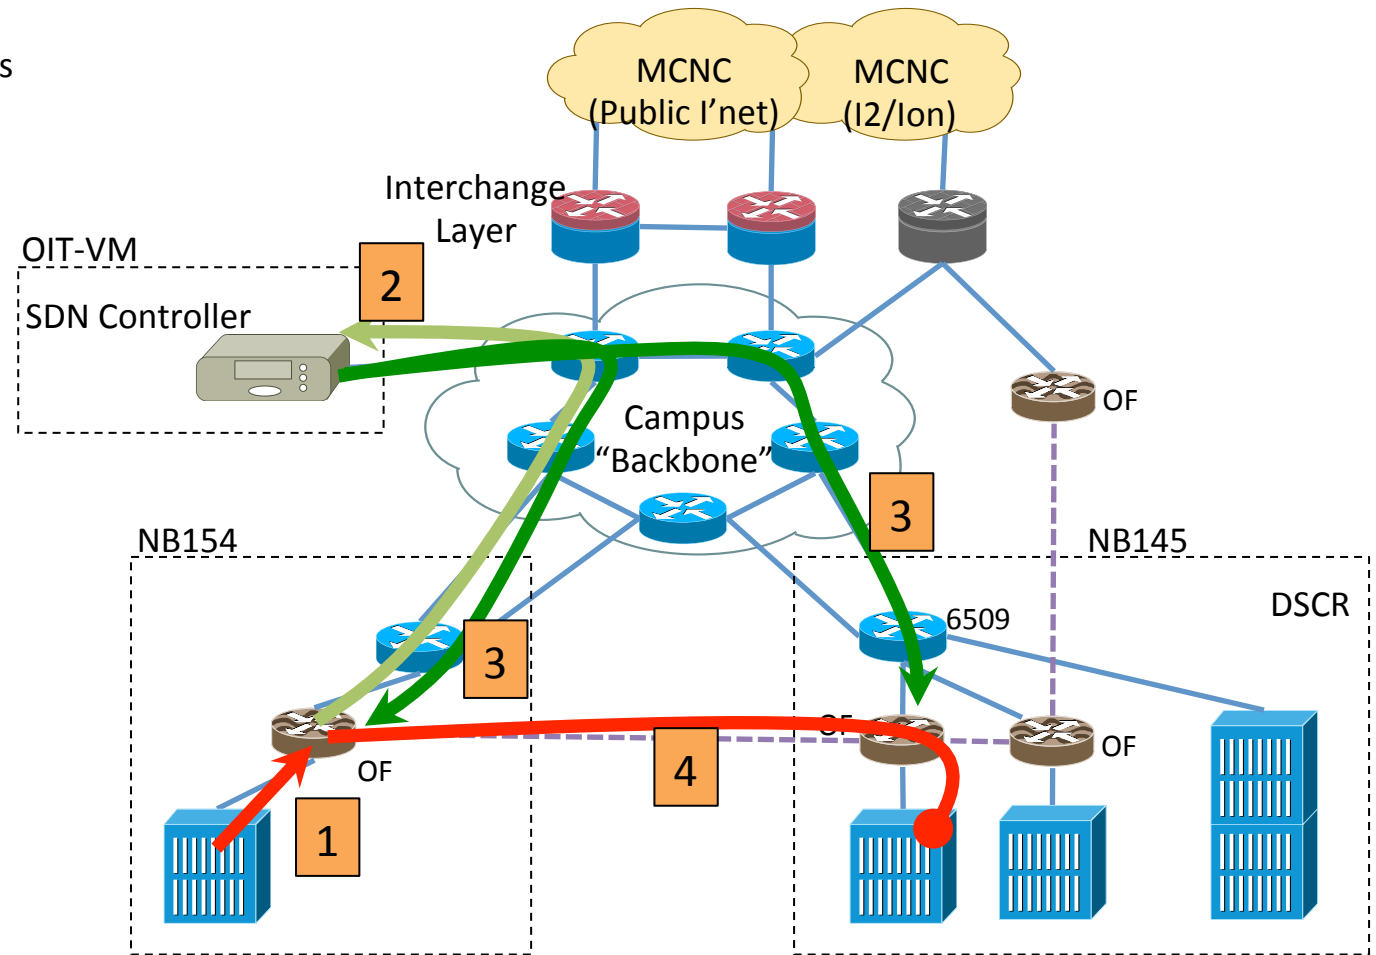 s
MCNC
(Public I'net)
MCNC
(I2/Ion)
Interchange
Layer
OIT-VM
2
SDN Controller
OF
Campus
“Backbone”
3
NB154
NB145
DSCR
6509
3
OF
OF
OF
4
1